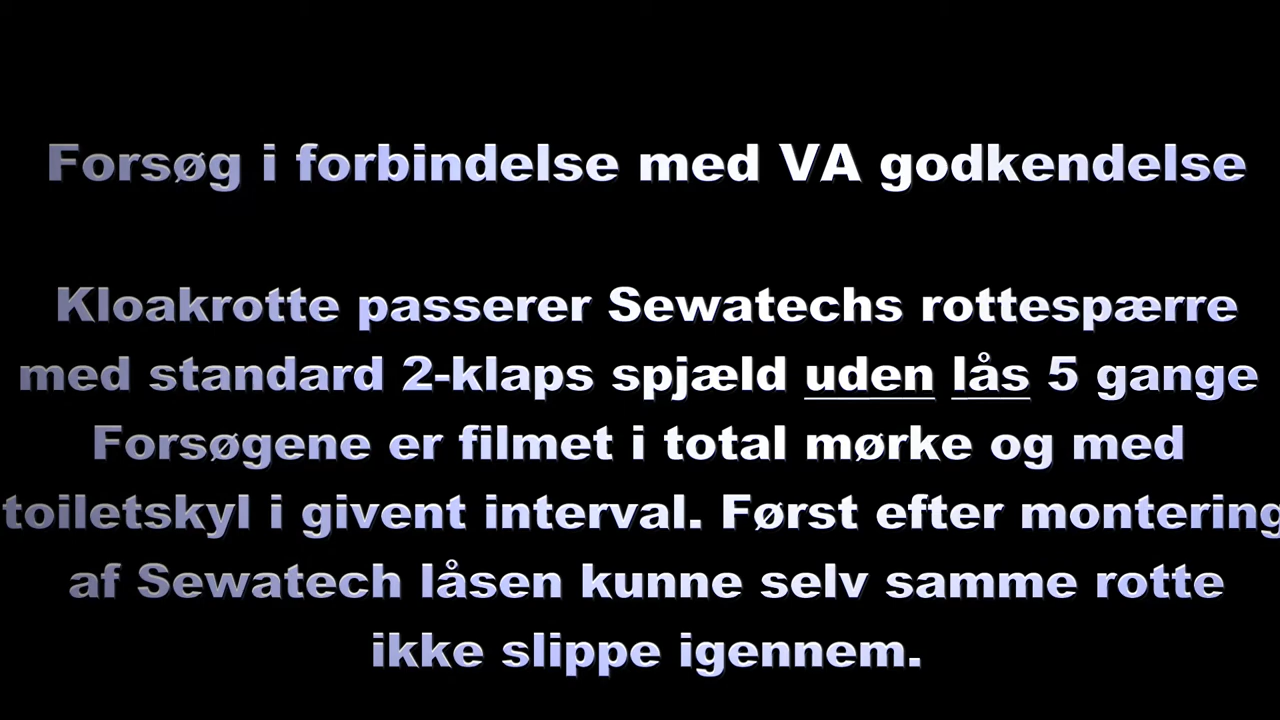 Forsøg i forbindelse med VA godkendelse
Kloakrotte passerer Sewatechs rottespærre
med standard 2-klaps spjæld uden lås 5 gange
Forsøgene er filmet i total mørke og med
toiletskyl i givent interval. Først efter montering
af Sewatech låsen kunne selv samme rotte
ikke slippe igennem.